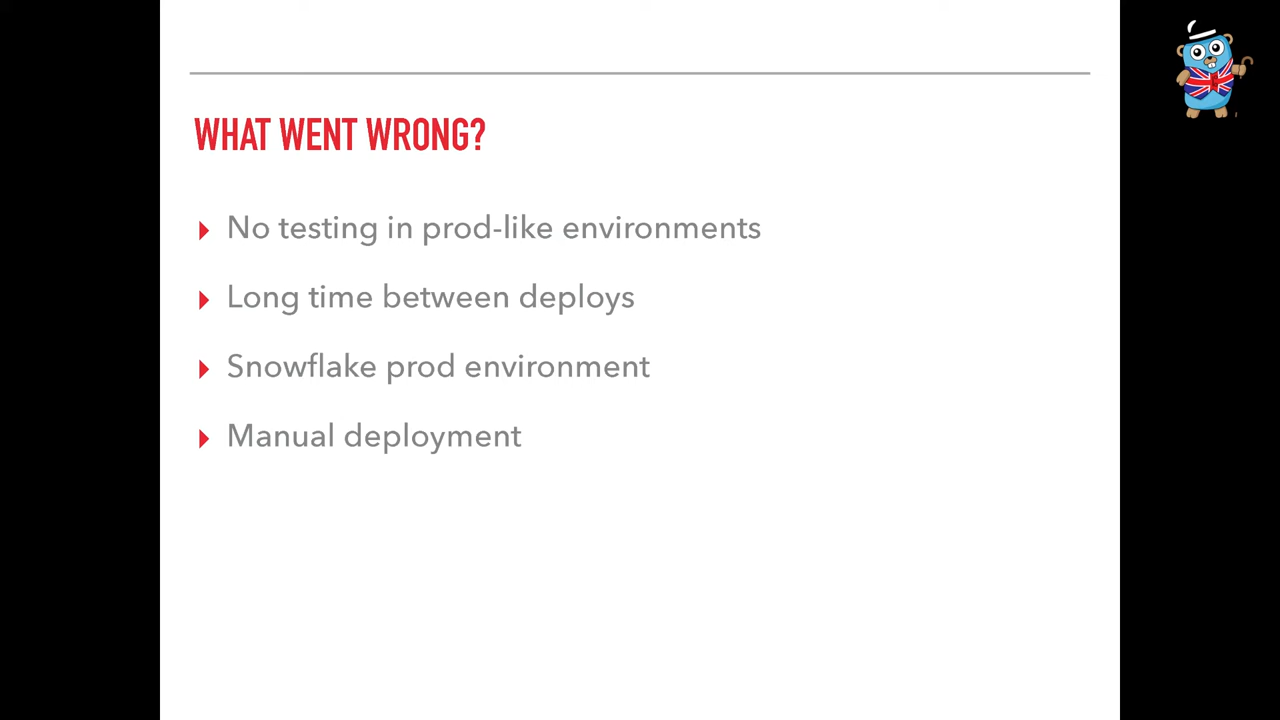 WHAT WENT WRONG?
No testing in prod-like environments
Long time between deploys
Snowflake prod environment
Manual deployment